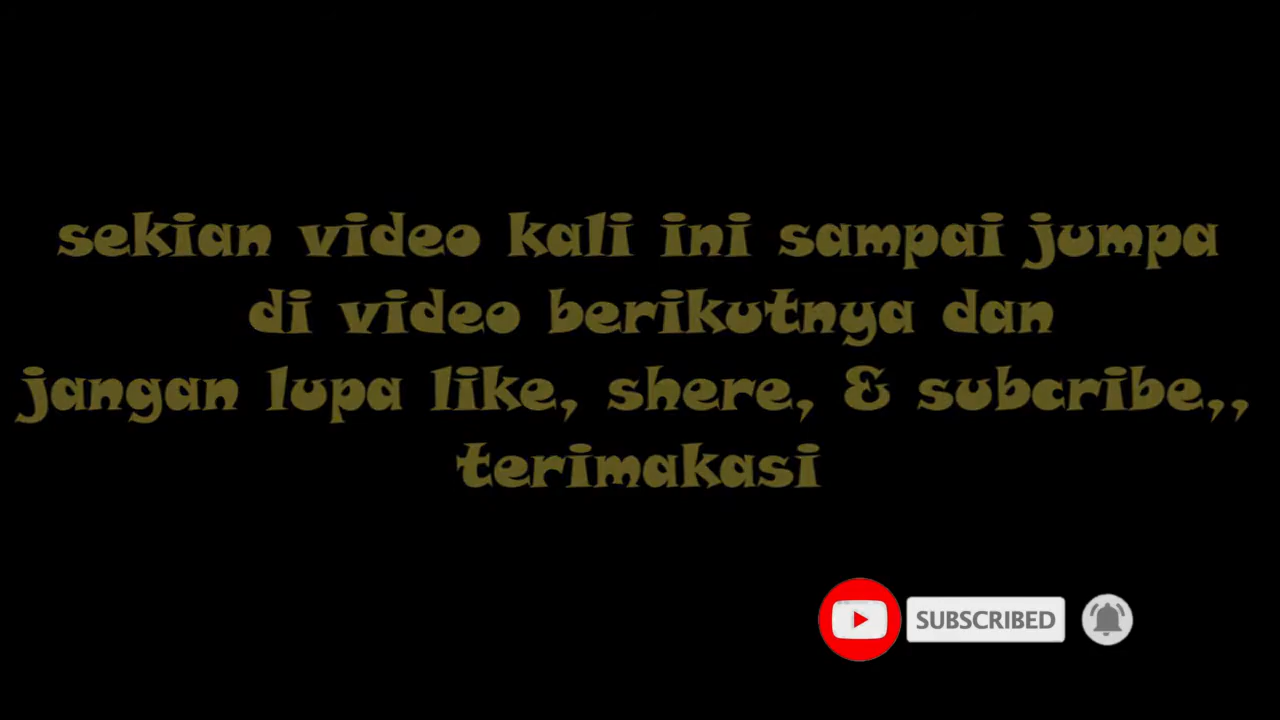 sekian video kali ini sampai jumpa
di video berikutnya dan
jangan lupa like, shere, & subcribe,,
terimakasi
SUBSCRIBED